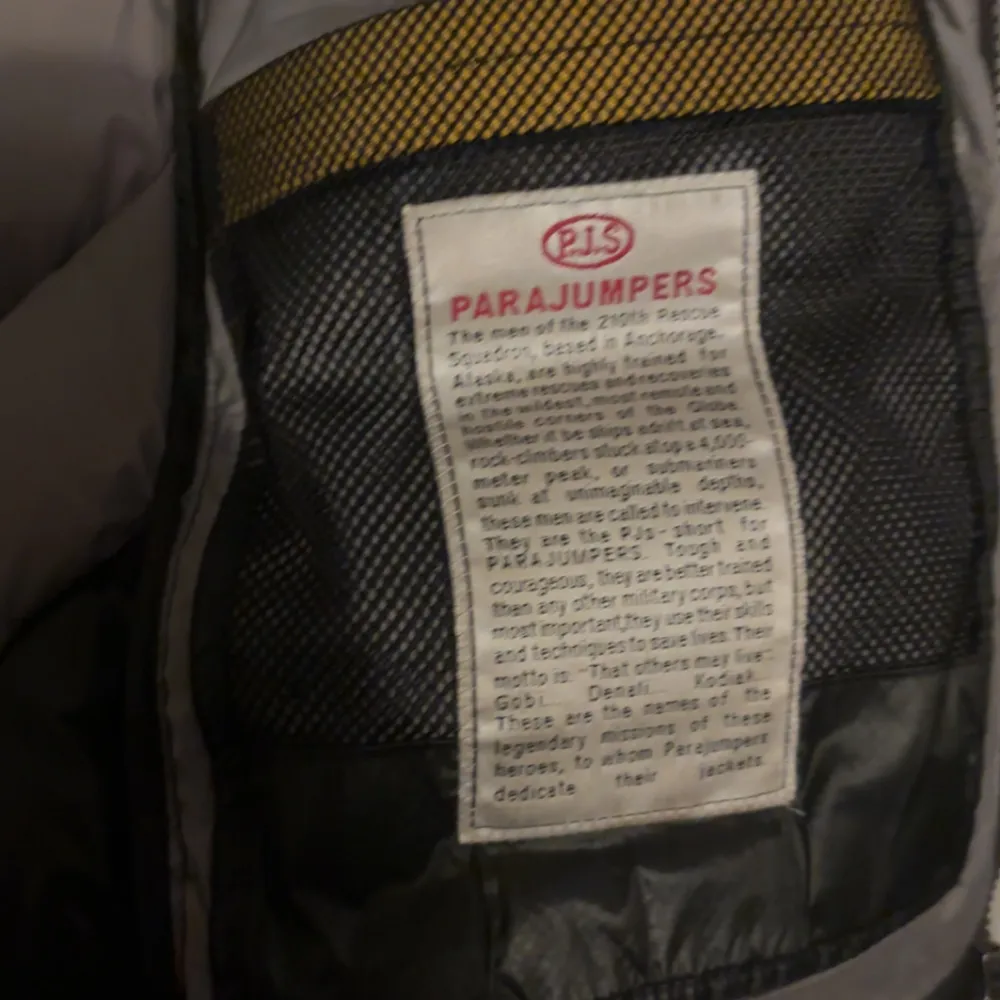 P.J.S
PARAJUMPERS
The men of the 210th Rescue
Squadron, based in Anchorage,
Alaska, are highly trained for
extreme rescues and recoveries
in the wildest, most remote and
hostile corners of the Globe.
Whether it be ships adrift at sea,
rock-climbers stuck atop a 4,000-
meter peak, or submariners
sunk at unimaginable depths,
these men are called to intervene.
They are the PJs - short for
PARAJUMPERS. Tough and
courageous, they are better trained
than any other military corps, but
most important, they use their skills
and techniques to save lives. Their
motto is: "That others may live".
Gobi... Denali... Kodiak...
These are the names of the
legendary missions of these
heroes, to whom Parajumpers
dedicate their jackets.